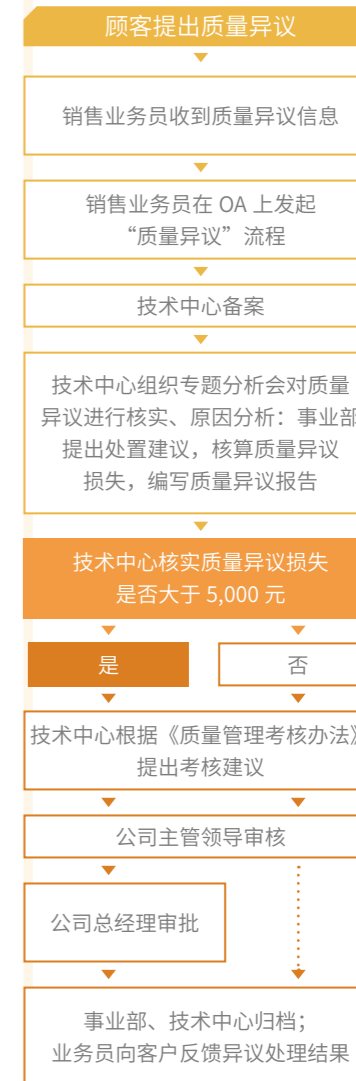 顾客提出质量异议
销售业务员收到质量异议信息
销售业务员在 OA 上发起
“质量异议”流程
技术中心备案
技术中心组织专题分析会对质量
异议进行核实、原因分析：事业部
提出处置建议，核算质量异议
损失，编写质量异议报告
技术中心核实质量异议损失
是否大于 5,000 元
是
否
技术中心根据《质量管理考核办法》
提出考核建议
公司主管领导审核
公司总经理审批
事业部、技术中心归档；
业务员向客户反馈异议处理结果